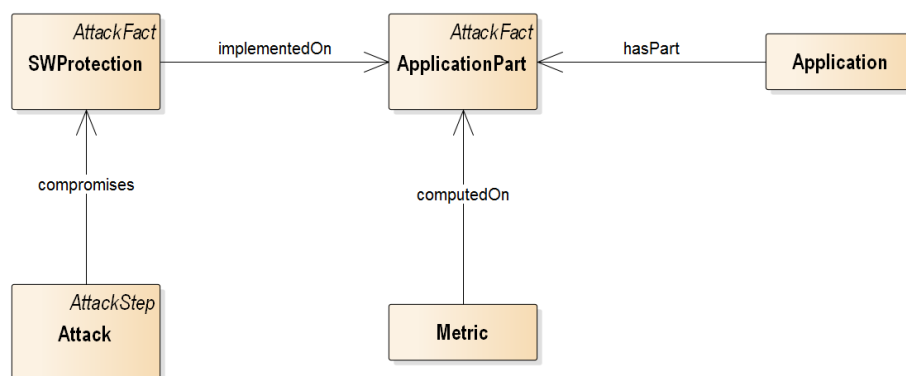 AttackFact
SWProtection
implementedOn
AttackFact
ApplicationPart
hasPart
Application
compromises
computedOn
AttackStep
Attack
Metric